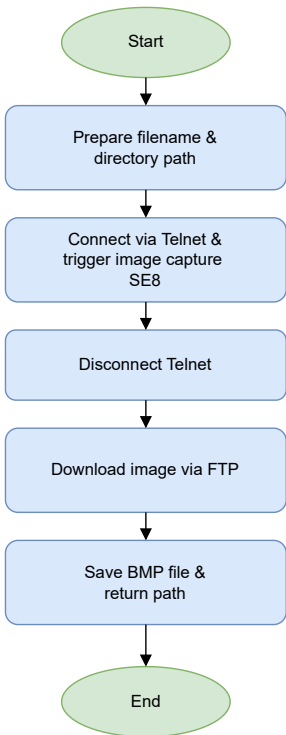 Start
Prepare filename &
directory path
Connect via Telnet &
trigger image capture
SE8
Disconnect Telnet
Download image via FTP
Save BMP file &
return path
End